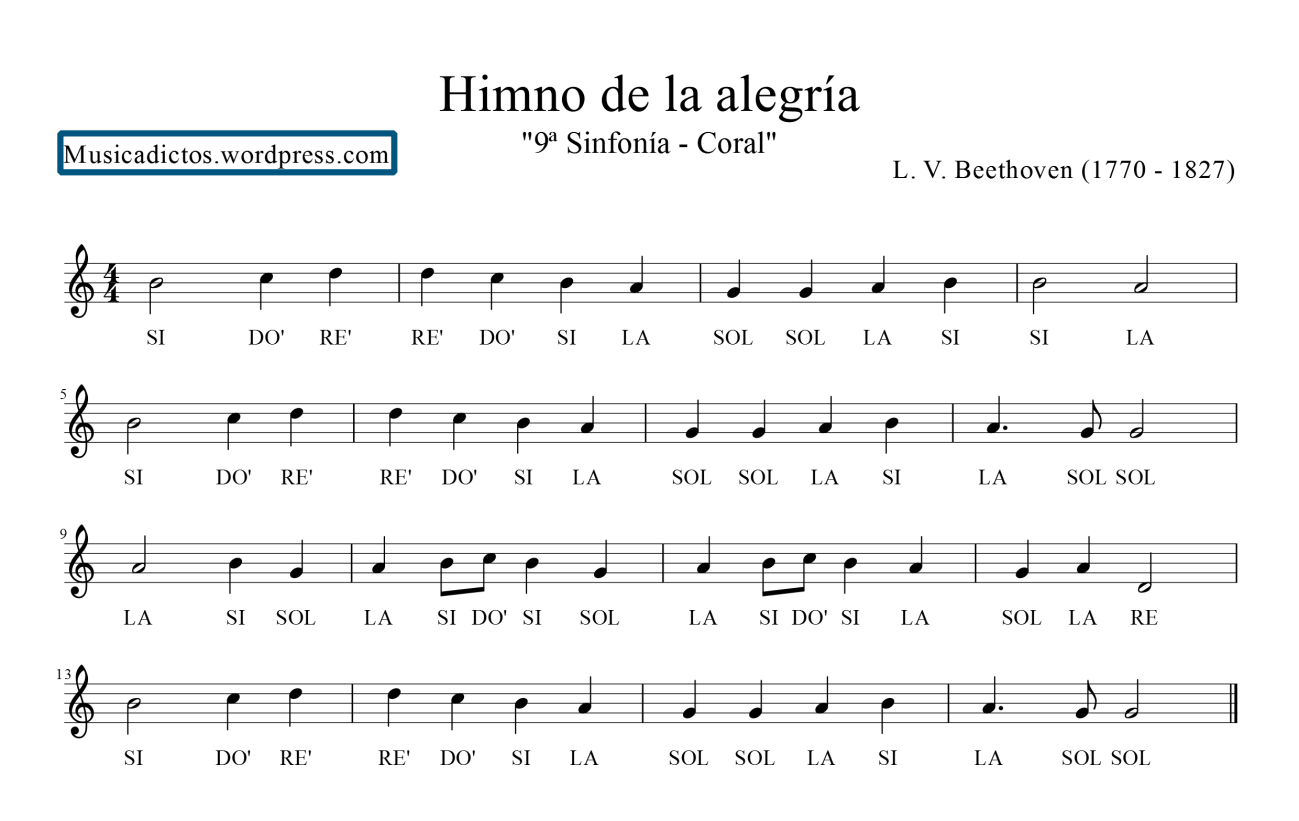 Himno de la alegría
"9ª Sinfonía - Coral"
Musicadictos.wordpress.com
L. V. Beethoven (1770 - 1827)
4
4
SI DO' RE' RE' DO' SI LA SOL SOL LA SI SI LA
5
SI DO' RE' RE' DO' SI LA SOL SOL LA SI LA SOL SOL
9
LA SI SOL LA SI DO' SI SOL LA SI DO' SI LA SOL LA RE
13
SI DO' RE' RE' DO' SI LA SOL SOL LA SI LA SOL SOL